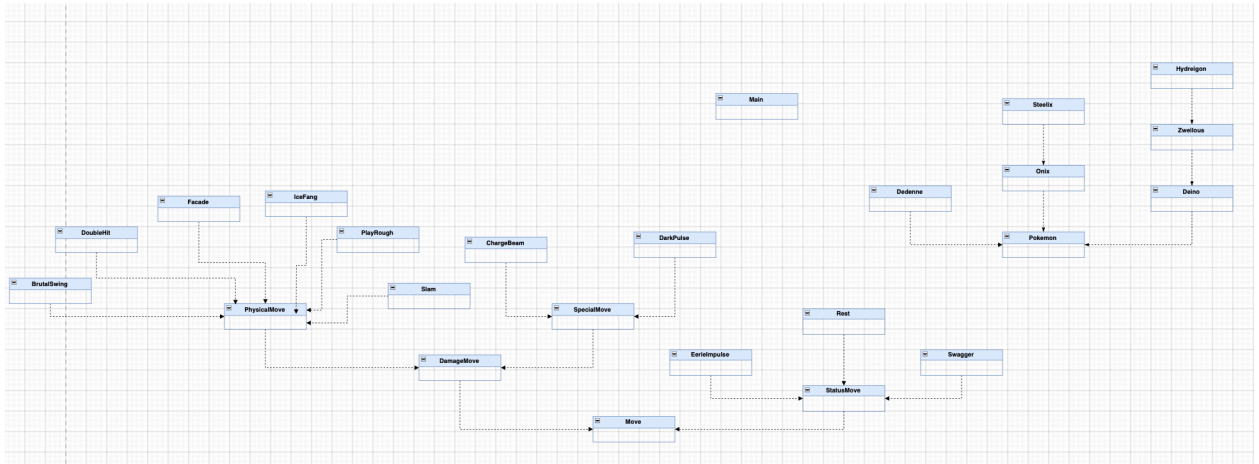 Hydreigon
Main
Steelix
Zwellous
Onix
Dedenne
Deino
IceFang
Facade
DoubleHit
PlayRough
ChargeBeam
DarkPulse
Pokemon
BrutalSwing
Slam
PhysicalMove
SpecialMove
Rest
DamageMove
EerieImpulse
Swagger
StatusMove
Move